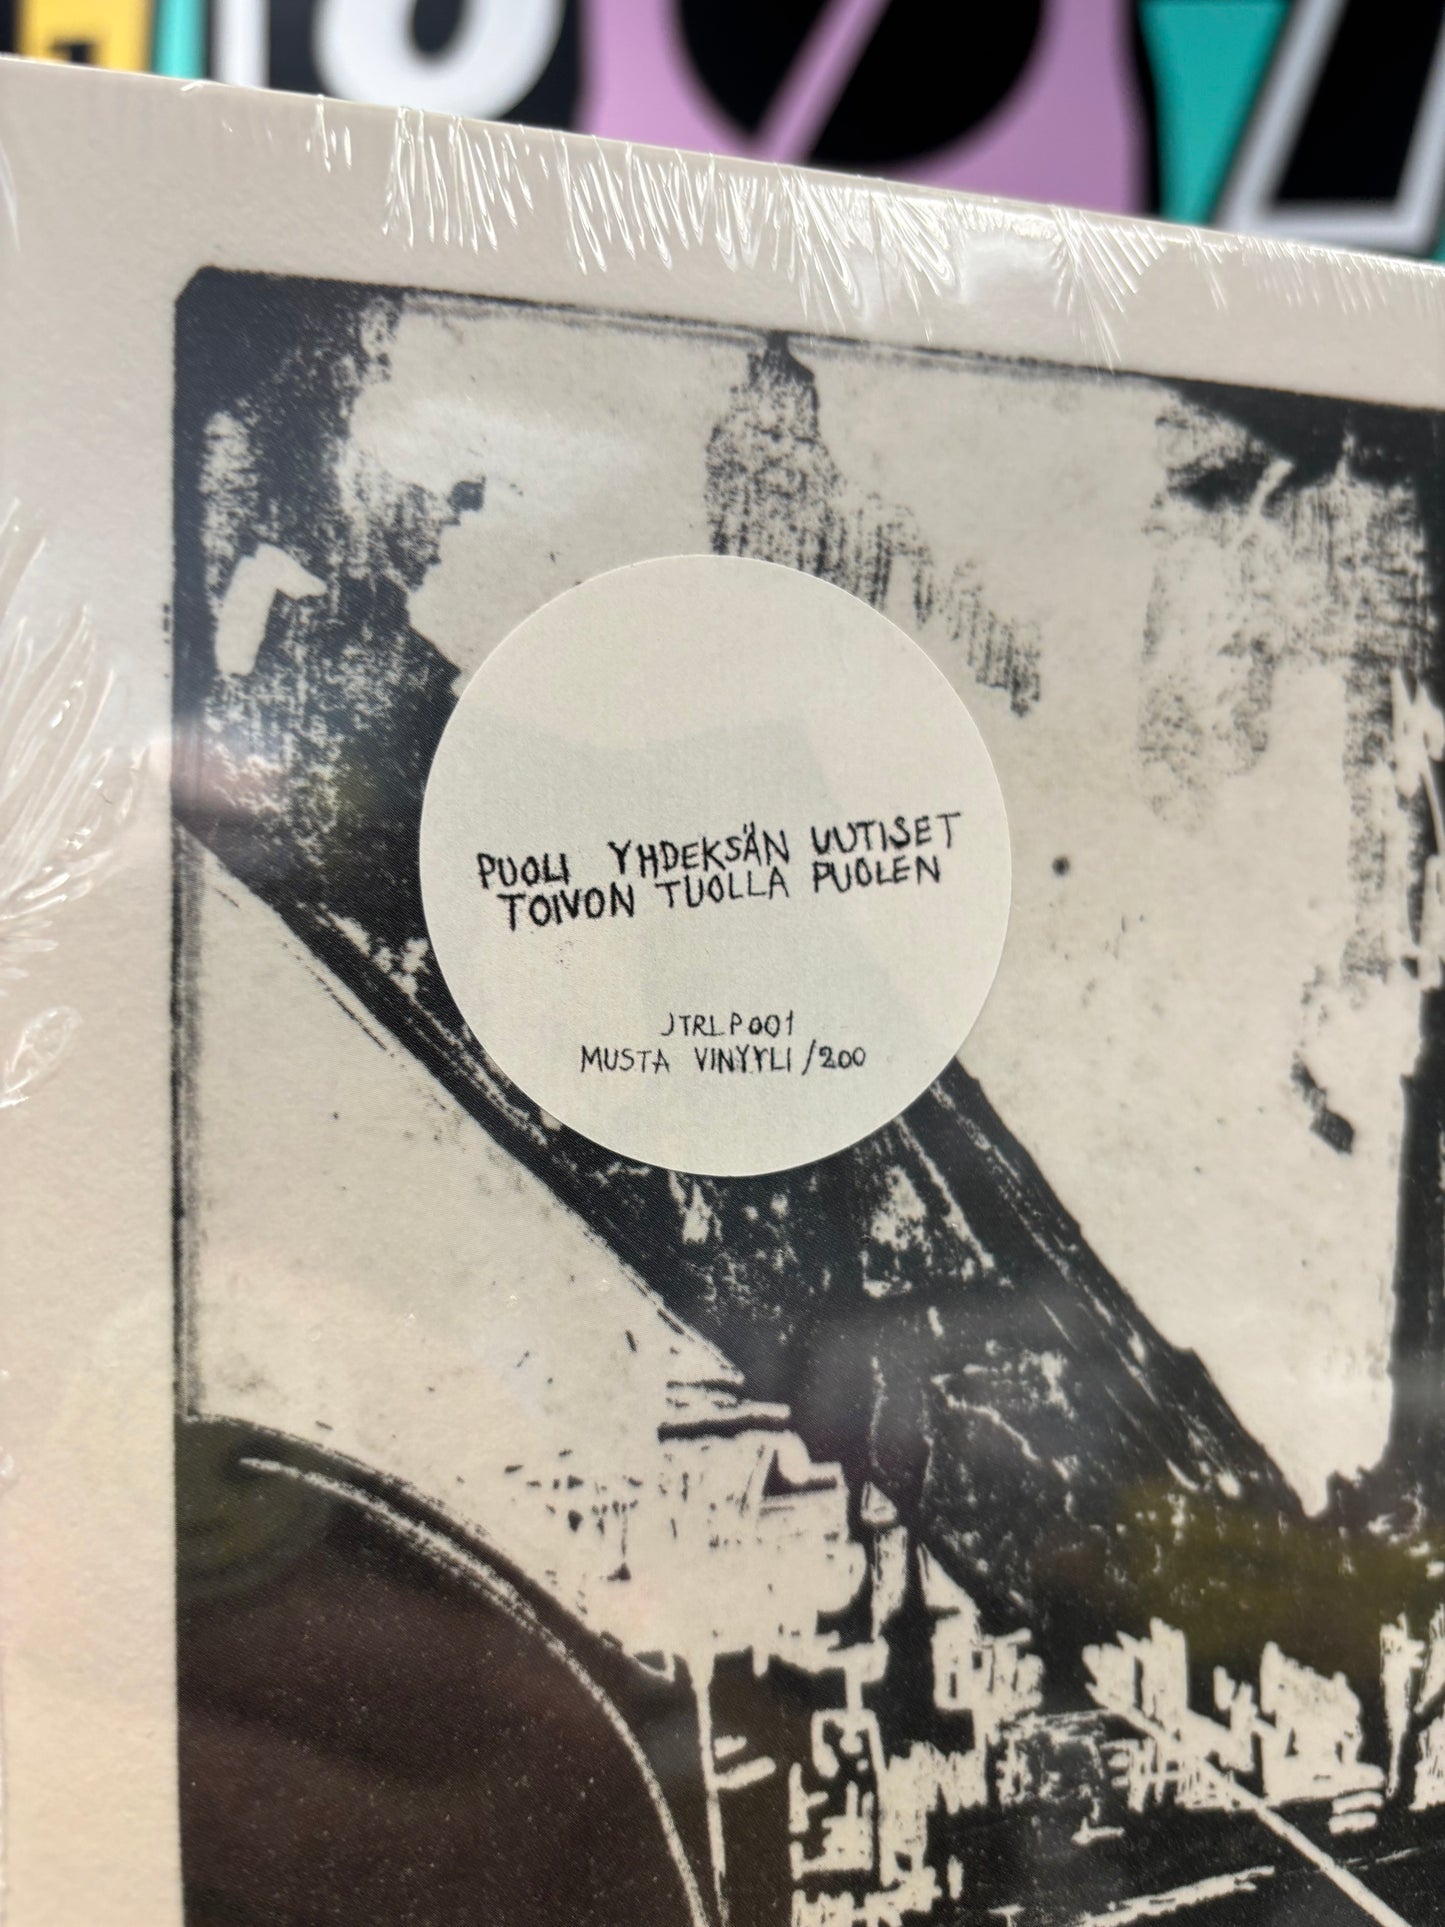 PUOLI YHDEKSÄN UUTISET
TOIVON TUOLLA PUOLEN
JTRLP001
MUSTA VINYYLI /200